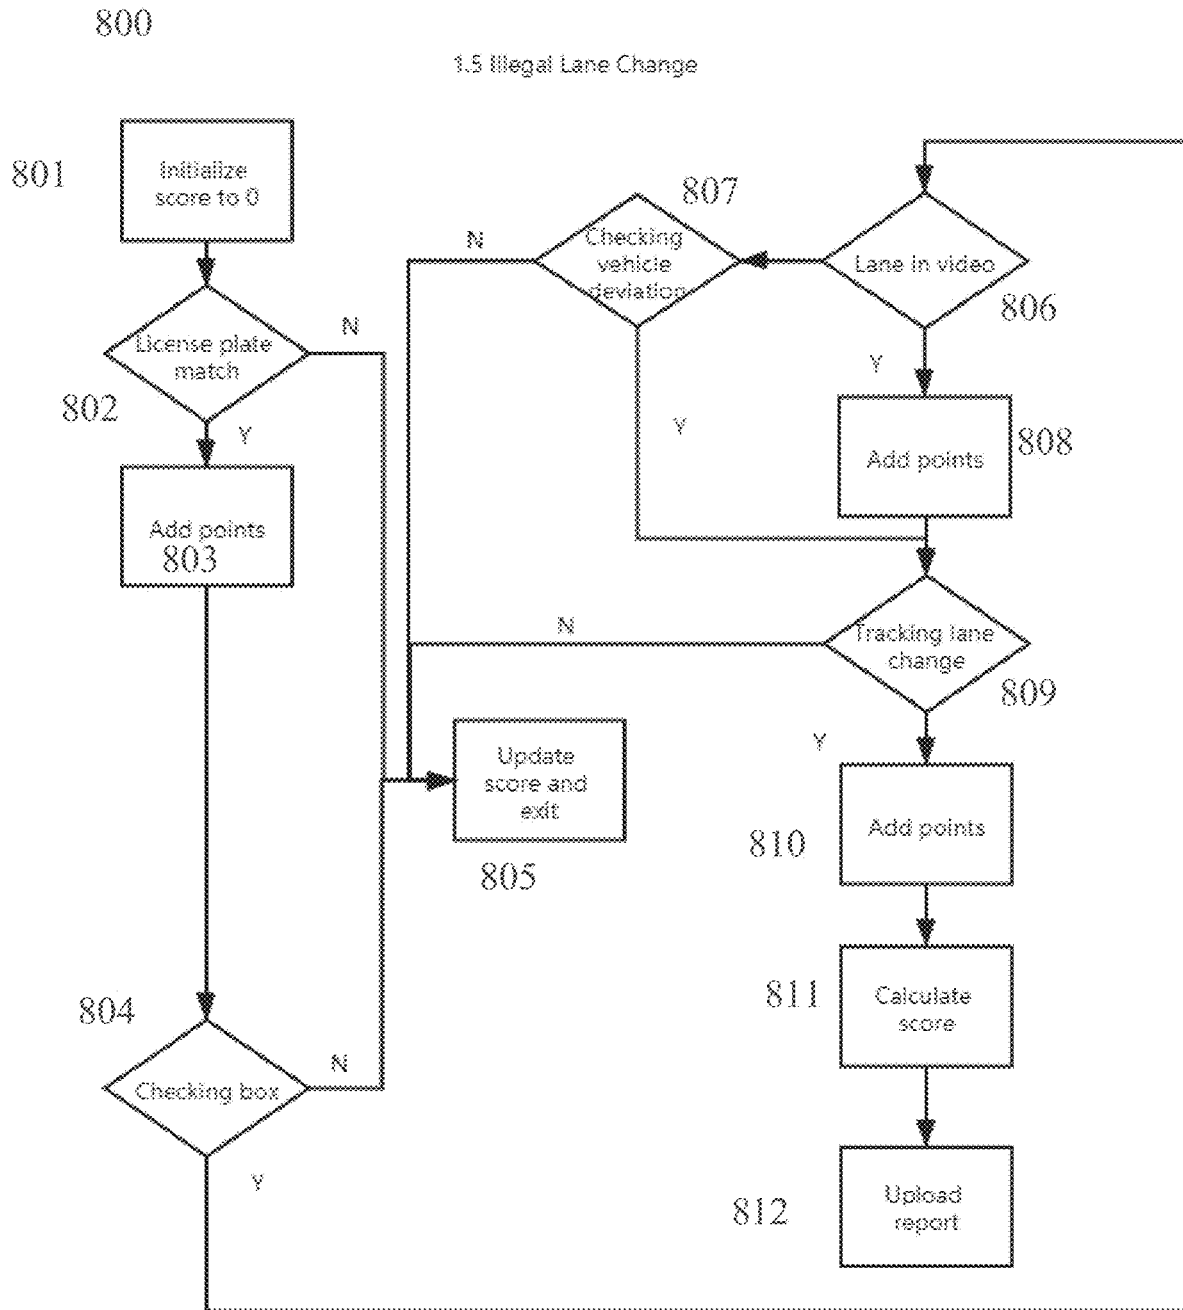 800
1.5 Illegal Lane Change
801
Initialize
score to 0
N
License plate
match
802
Y
Add points
803
804
Checking box
N
Y
807
Checking
vehicle
deviation
N
Y
Lane in video
806
Y
Add points
808
Tracking lane
change
809
N
Y
Update
score and
exit
805
Add points
810
Calculate
score
811
Upload
report
812